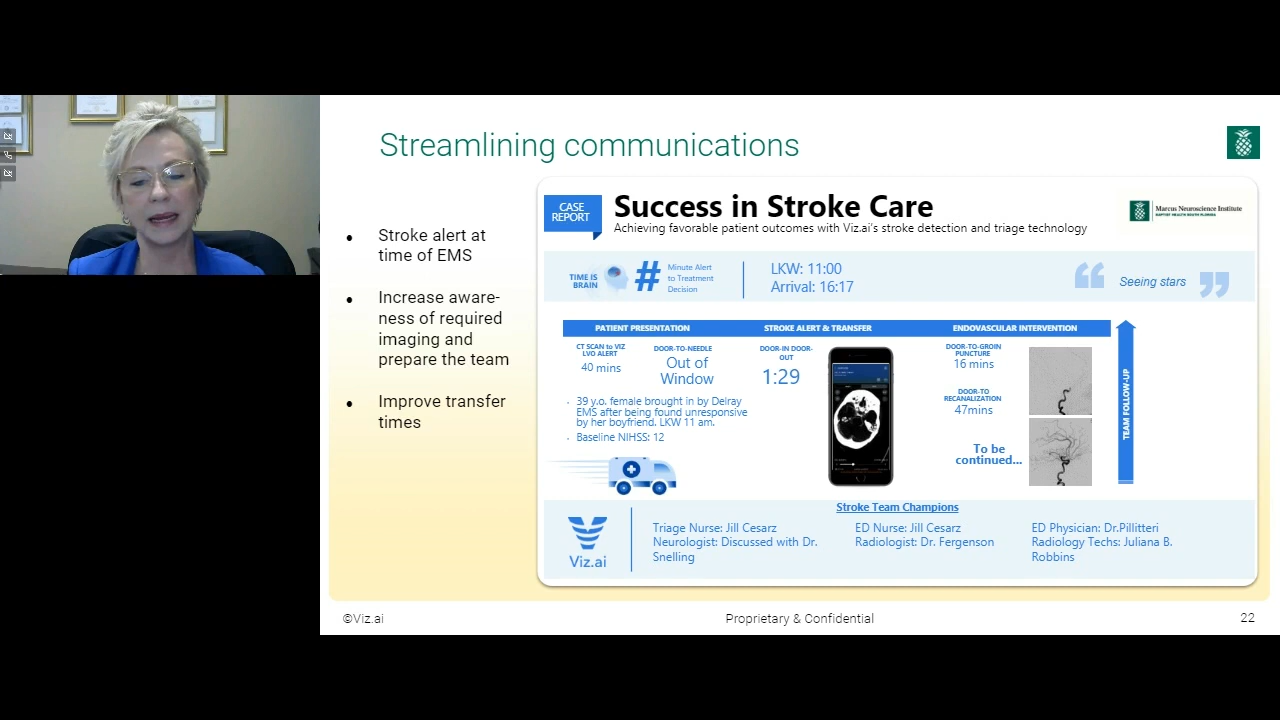 Streamlining communications
● Stroke alert at
time of EMS
● Increase aware-
ness of required
imaging and
prepare the team
● Improve transfer
times
CASE
REPORT
Success in Stroke Care
Achieving favorable patient outcomes with Viz.ai's stroke detection and triage technology
Marcus Neuroscience Institute
BAPTIST HEALTH SOUTH FLORIDA
TIME IS
BRAIN
#
Minute Alert
to Treatment
Decision
LKW: 11:00
Arrival: 16:17
“ Seeing stars ”
PATIENT PRESENTATION
STROKE ALERT & TRANSFER
ENDOVASCULAR INTERVENTION
CT SCAN to VIZ
LVO ALERT
40 mins
DOOR-TO-NEEDLE
Out of
Window
DOOR-IN DOOR-
OUT
1:29
DOOR-TO-GROIN
PUNCTURE
16 mins
DOOR-TO
RECANALIZATION
47mins
To be
continued...
TEAM FOLLOW-UP
• 39 y.o. female brought in by Delray
EMS after being found unresponsive
by her boyfriend. LKW 11 am.
• Baseline NIHSS: 12
Stroke Team Champions
Viz.ai
Triage Nurse: Jill Cesarz
Neurologist: Discussed with Dr.
Snelling
ED Nurse: Jill Cesarz
Radiologist: Dr. Fergenson
ED Physician: Dr.Pillitteri
Radiology Techs: Juliana B.
Robbins
©Viz.ai
Proprietary & Confidential
22